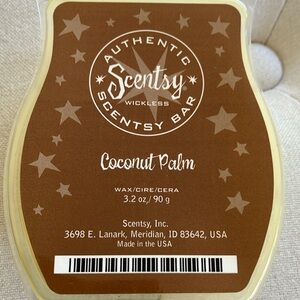 AUTHENTIC
Scentsy
WICKLESS
SCENTSY BAR
Coconut Palm
WAX/CIRE/CERA
3.2 oz./ 90 g
Scentsy, Inc.
3698 E. Lanark, Meridian, ID 83642, USA
Made in the USA